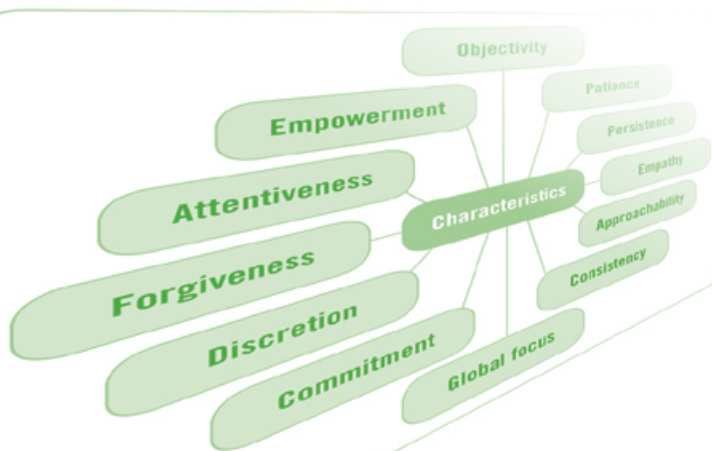 Objectivity
Patience
Empowerment
Persistence
Attentiveness
Empathy
Characteristics
Approachability
Forgiveness
Consistency
Discretion
Global focus
Commitment